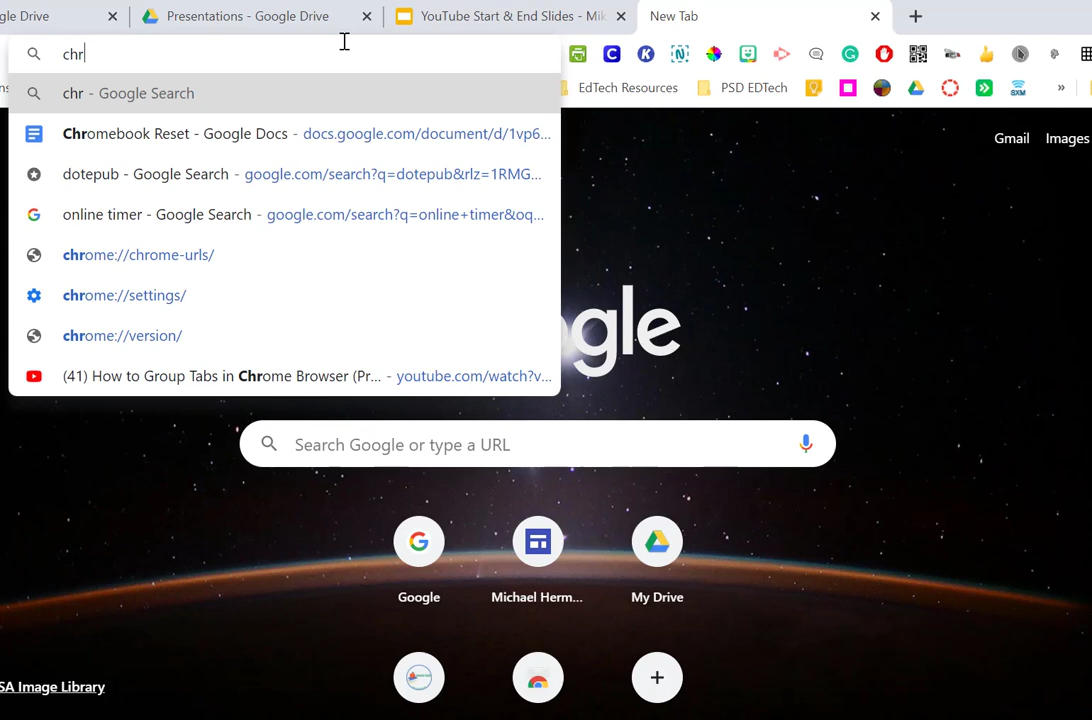 gle Drive
Presentations - Google Drive
YouTube Start & End Slides - Mik
New Tab
chr
EdTech Resources
PSD EDTech
SXM
»
chr - Google Search
Chromebook Reset - Google Docs - docs.google.com/document/d/1vp6...
dotepub - Google Search - google.com/search?q=dotepub&rlz=1RMG...
online timer - Google Search - google.com/search?q=online+timer&oq...
chrome://chrome-urls/
chrome://settings/
chrome://version/
(41) How to Group Tabs in Chrome Browser (Pr... - youtube.com/watch?v...
Gmail Images
gle
Search Google or type a URL
Google
Michael Herm...
My Drive
SA Image Library